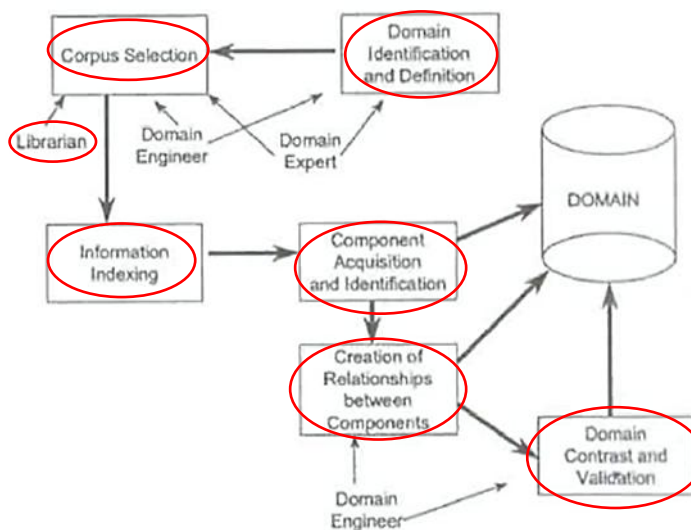 Corpus Selection
Domain
Identification
and Definition
Librarian
Domain
Engineer
Domain
Expert
DOMAIN
Information
Indexing
Component
Acquisition
and Identification
Creation of
Relationships
between
Components
Domain
Contrast and
Validation
Domain
Engineer